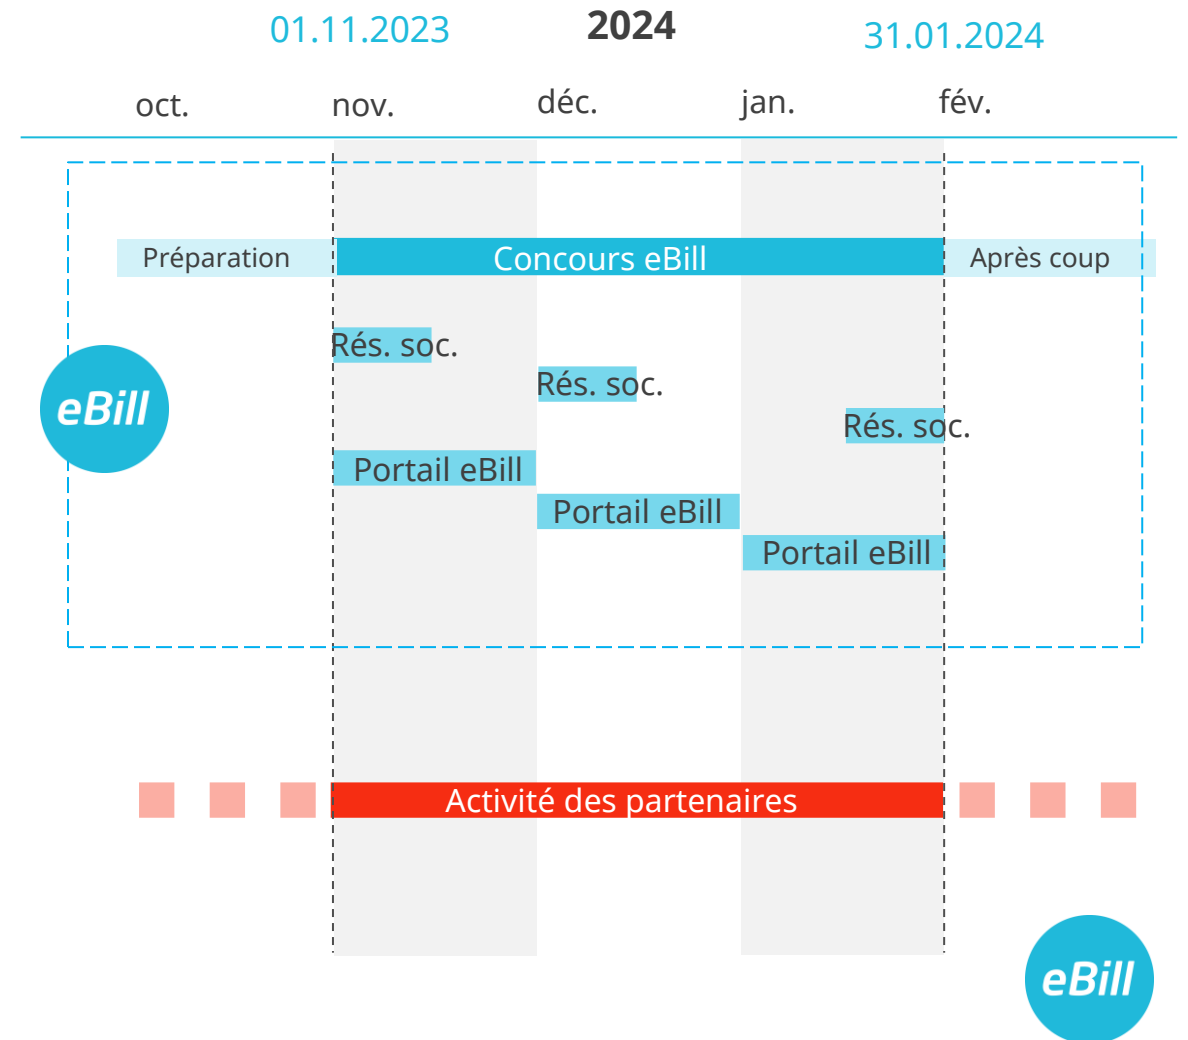 01.11.2023 2024 31.01.2024
oct. nov. déc. jan. fév.
Préparation Concours eBill Après coup
Rés. soc.
Rés. soc.
eBill
Rés. soc.
Portail eBill
Portail eBill
Portail eBill
Activité des partenaires
eBill